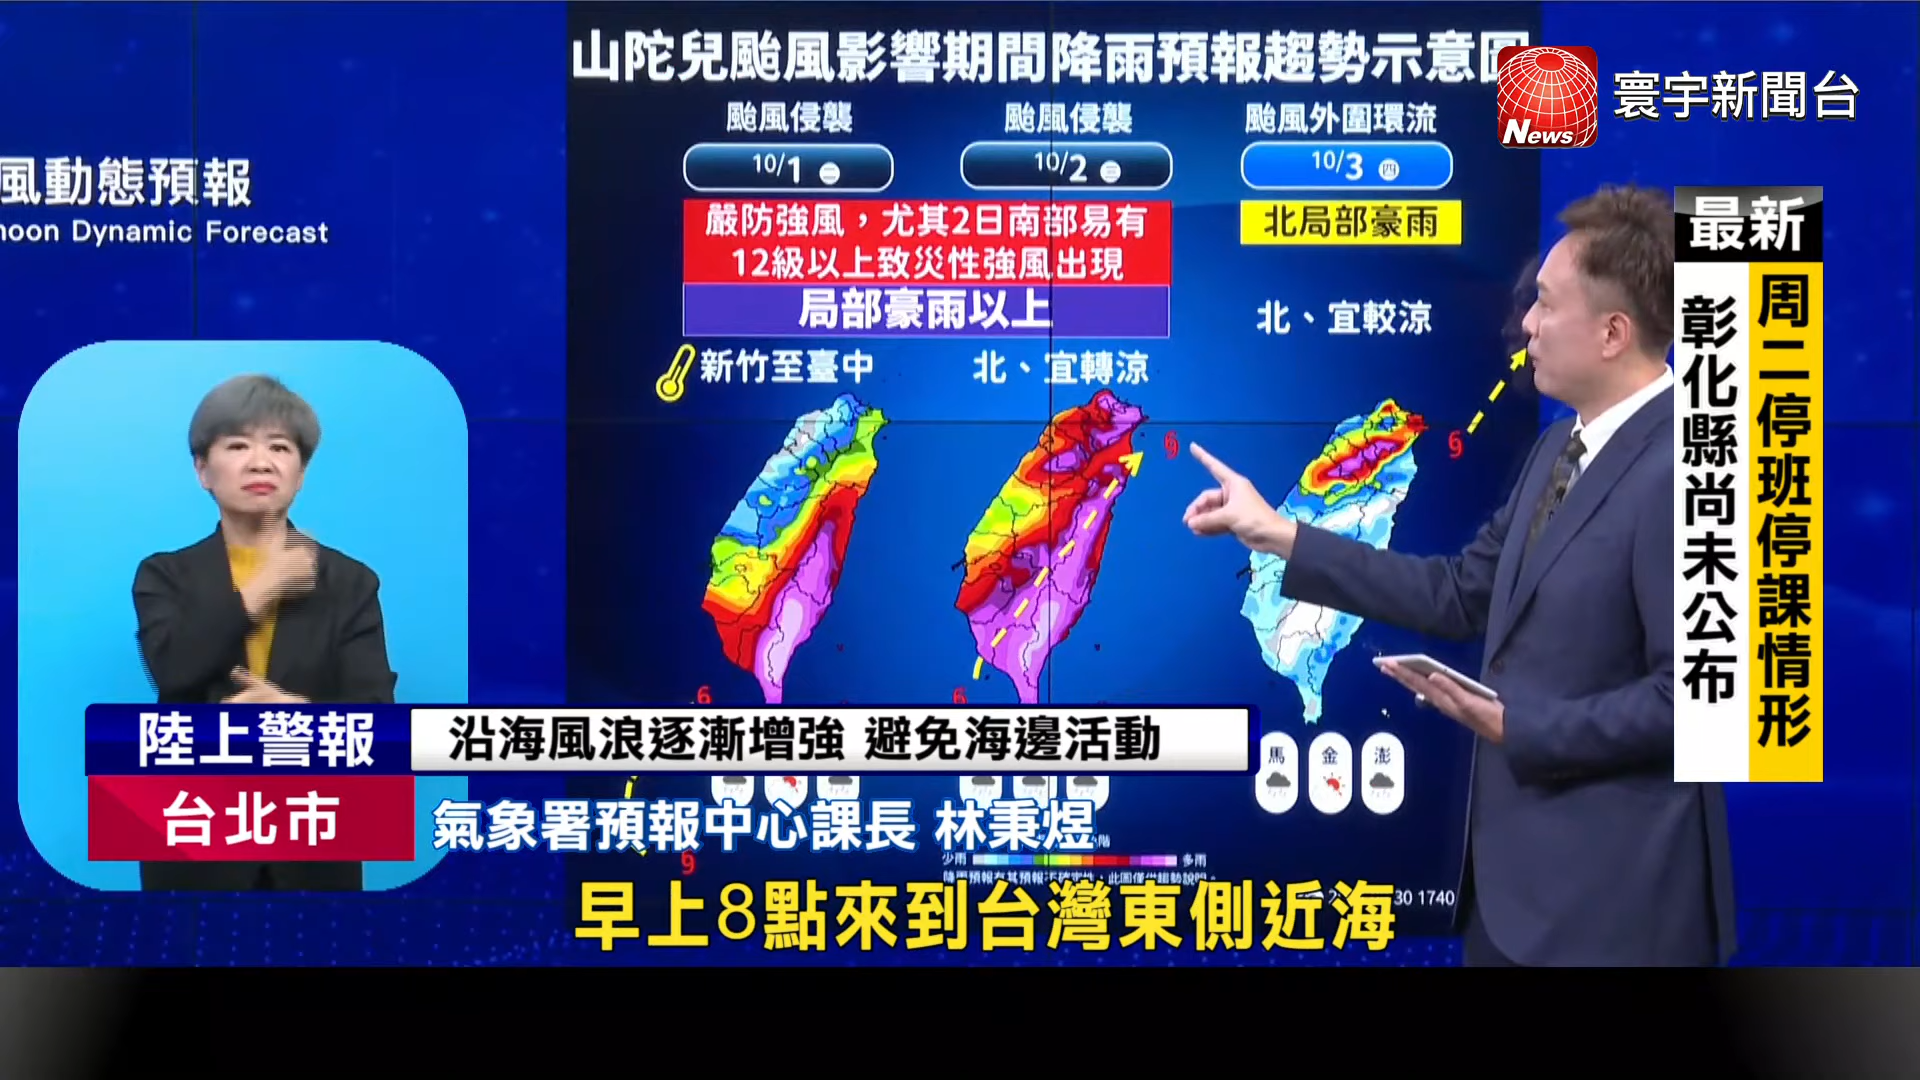 山陀兒颱風影響期間降雨預報趨勢示意圖
News
寰宇新聞台
風動態預報
Dynamic Forecast
颱風侵襲
10/1 二
颱風侵襲
10/2 三
颱風外圍環流
10/3 四
嚴防強風，尤其2日南部易有
12級以上致災性強風出現
局部豪雨以上
北局部豪雨
新竹至臺中
北、宜轉涼
北、宜較涼
最新
周二停班停課情形
彰化縣尚未公布
陸上警報
沿海風浪逐漸增強 避免海邊活動
馬
金
澎
台北市
氣象署預報中心課長 林秉煜
少雨
多雨
30 1740
早上8點來到台灣東側近海